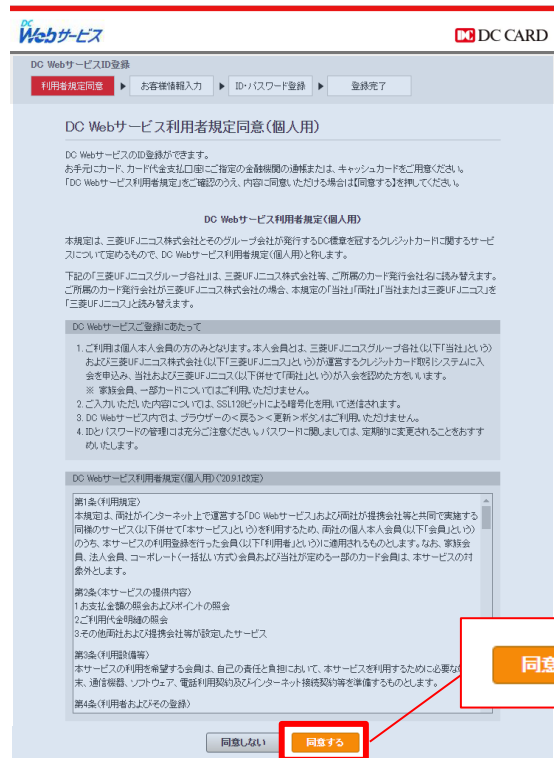 DC
Webサービス
DC DC CARD
DC WebサービスID登録
利用者規定同意 ▶ お客様情報入力 ▶ ID・パスワード登録 ▶ 登録完了
DC Webサービス利用者規定同意(個人用)
DC WebサービスのID登録ができます。
お手元にカード、カード代金支払口座にご指定の金融機関の通帳または、キャッシュカードをご用意ください。
「DC Webサービス利用者規定」をご確認のうえ、内容に同意いただける場合は【同意する】を押してください。
DC Webサービス利用者規定(個人用)
本規定は、三菱UFJニコス株式会社とそのグループ会社が発行するDC標章を冠するクレジットカードに関するサービ
スについて定めるもので、DC Webサービス利用者規定(個人用)と称します。
下記の「三菱UFJニコスグループ各社」は、三菱UFJニコス株式会社等、ご所属のカード発行会社名に読み替えます。
ご所属のカード発行会社が三菱UFJニコス株式会社の場合、本規定の「当社」「両社」「当社または三菱UFJニコス」を
「三菱UFJニコス」と読み替えます。
DC Webサービスご登録にあたって
1. ご利用は個人本人会員の方のみとなります。本人会員とは、三菱UFJニコスグループ各社(以下「当社」という)
および三菱UFJニコス株式会社(以下「三菱UFJニコス」という)が運営するクレジットカード取引システムに入
会を申込み、当社および三菱UFJニコス(以下併せて「両社」という)が入会を認めた方をいいます。
※ 家族会員、一部カードについてはご利用いただけません。
2. ご入力いただいた内容については、SSL128ビットによる暗号化を用いて送信されます。
3. DC Webサービス内では、ブラウザーの<戻る><更新>ボタンはご利用いただけません。
4. IDとパスワードの管理には充分ご注意ください。パスワードに関しましては、定期的に変更されることをおすす
めいたします。
DC Webサービス利用者規定(個人用)('20.9.1改定)
第1条(利用規定)
本規定は、両社がインターネット上で運営する「DC Webサービス」および両社が提携会社等と共同で実施する
同様のサービス(以下併せて「本サービス」という)を利用するため、両社の個人本人会員(以下「会員」という)
のうち、本サービスの利用登録を行った会員(以下「利用者」という)に適用されるものとします。なお、家族会
員、法人会員、コーポレート(一括払い方式)会員および当社が定める一部のカード会員は、本サービスの対
象外とします。
第2条(本サービスの提供内容)
1.お支払金額の照会およびポイントの照会
2.ご利用代金明細の照会
3.その他両社および提携会社等が設定したサービス
第3条(利用設備等)
本サービスの利用を希望する会員は、自己の責任と負担において、本サービスを利用するために必要な
末、通信機器、ソフトウェア、電話利用契約及びインターネット接続契約等を準備するものとします。
第4条(利用者およびその登録)
同意
同意しない 同意する